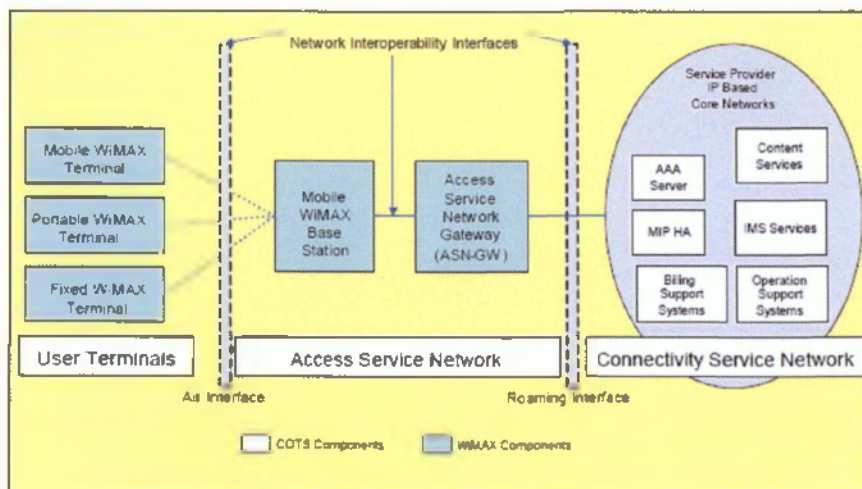 Network Interoperability Interfaces
Service Provider
IP Based
Core Networks
Mobile WiMAX
Terminal
Portable WiMAX
Terminal
Fixed WiMAX
Terminal
Mobile
WiMAX
Base
Station
Access
Service
Network
Gateway
(ASN-GW)
AAA
Server
Content
Services
MIP HA
IMS Services
Billing
Support
Systems
Operation
Support
Systems
User Terminals
Access Service Network
Connectivity Service Network
Air Interface
Roaming Interface
COTS Components
WiMAX Components